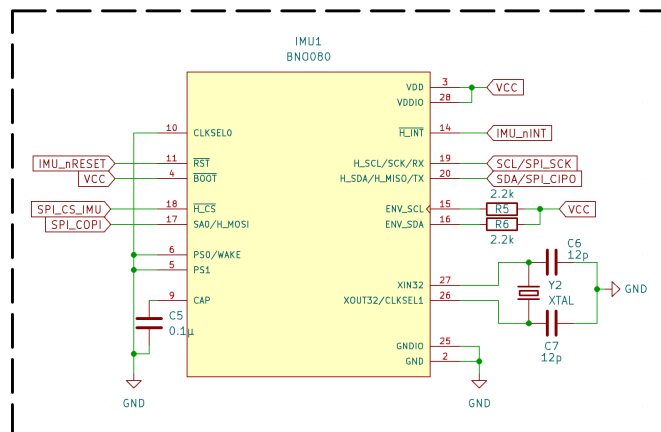 IMU1
BNO080
VDD 3 VCC
VDDIO 28
10 CLKSEL0
H_INT 14 IMU_nINT
IMU_nRESET 11 RST
VCC 4 BOOT
H_SCL/SCK/RX 19 SCL/SPI_SCK
H_SDA/H_MISO/TX 20 SDA/SPI_CIPO
2.2k
SPI_CS_IMU 18 H_CS
SPI_COPI 17 SA0/H_MOSI
ENV_SCL 15 R5 VCC
ENV_SDA 16 R6
2.2k
6 PS0/WAKE
5 PS1
C6
12p
XIN32 27
XOUT32/CLKSEL1 26
Y2
XTAL
GND
9 CAP
C5
0.1µ
C7
12p
GNDIO 25
GND 2
GND
GND